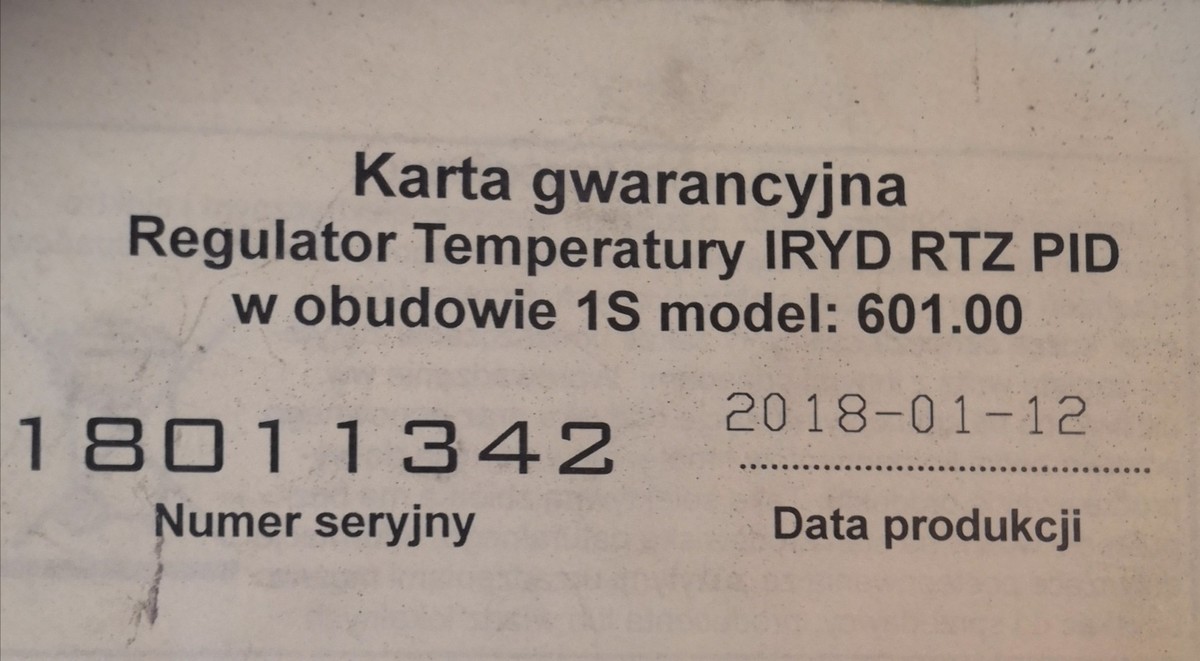 Karta gwarancyjna
Regulator Temperatury IRYD RTZ PID
w obudowie 1S model: 601.00
18011342
2018-01-12
Numer seryjny
Data produkcji